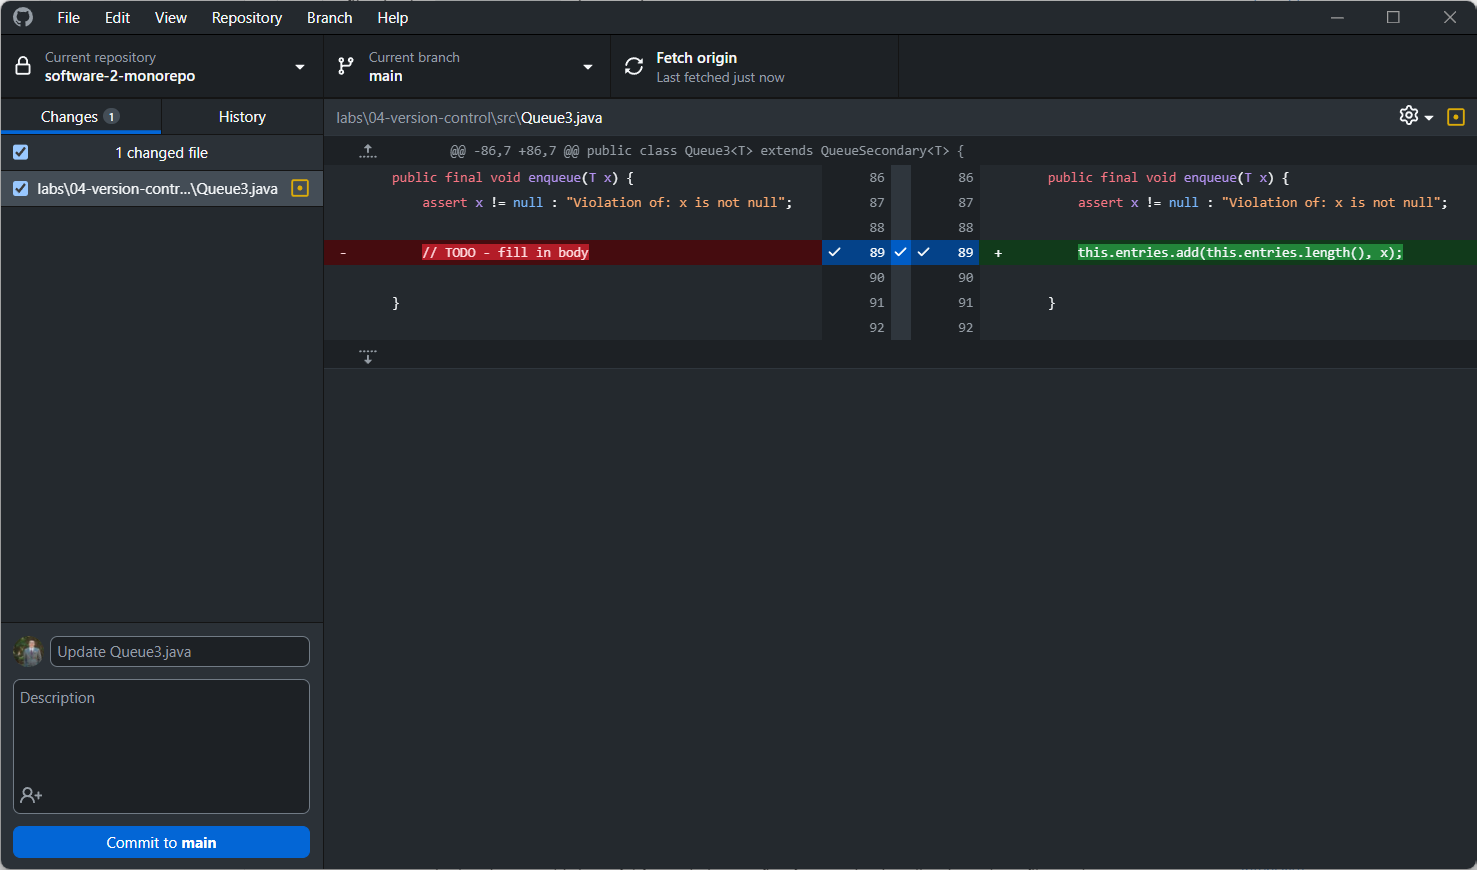 File Edit View Repository Branch Help
Current repository
software-2-monorepo
Current branch
main
Fetch origin
Last fetched just now
Changes 1
History
labs\04-version-control\src\Queue3.java
1 changed file
labs\04-version-contr...\Queue3.java
@@ -86,7 +86,7 @@ public class Queue3<T> extends QueueSecondary<T> {
public final void enqueue(T x) { 86
assert x != null : "Violation of: x is not null"; 87
88
- // TODO - fill in body 89
90
} 91
92
86 public final void enqueue(T x) {
87 assert x != null : "Violation of: x is not null";
88
89 + this.entries.add(this.entries.length(), x);
90
91 }
92
Update Queue3.java
Description
Commit to main